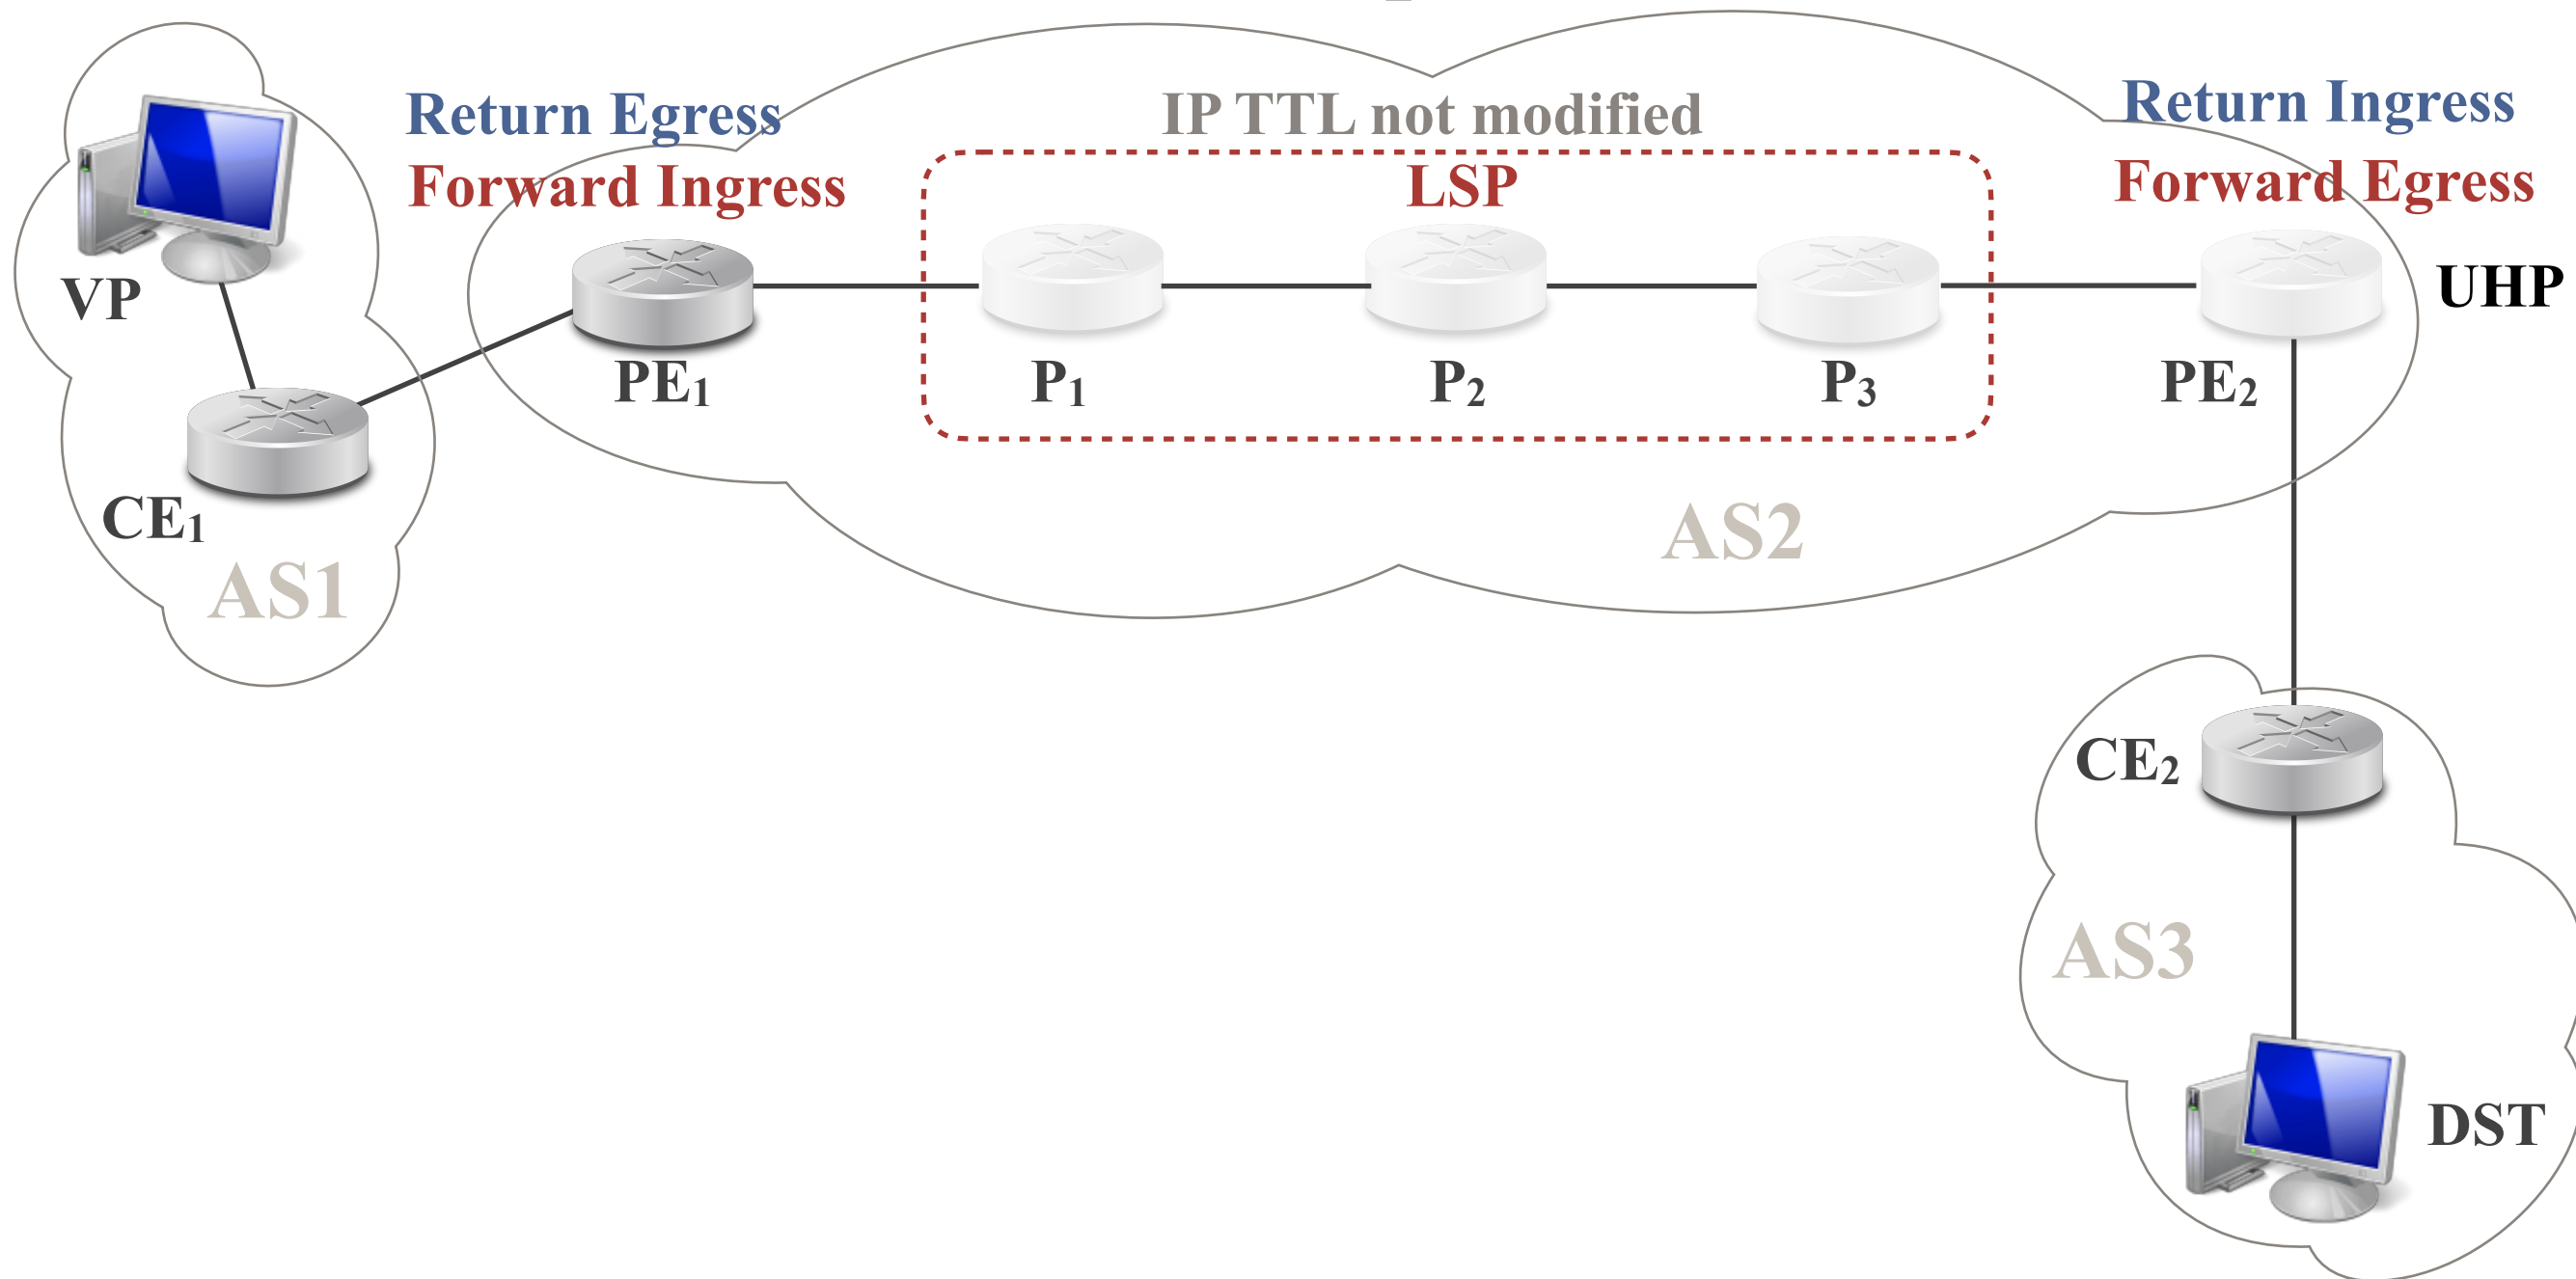 Return Egress
Forward Ingress
IP TTL not modified
LSP
Return Ingress
Forward Egress
VP
PE1
P1
P2
P3
PE2
UHP
CE1
AS1
AS2
CE2
AS3
DST